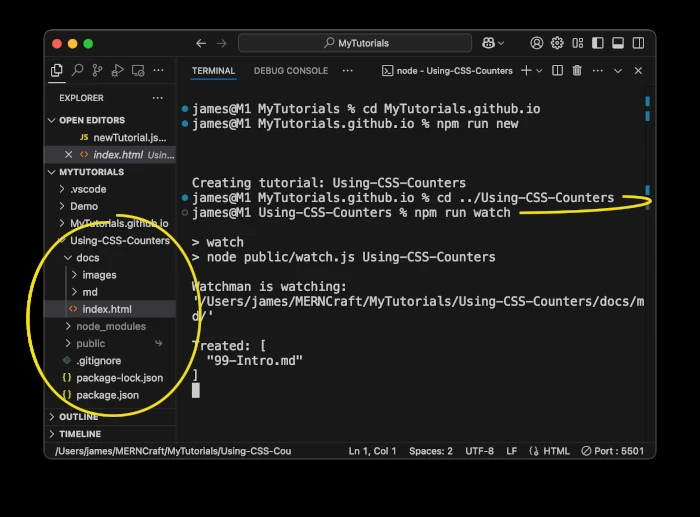 MyTutorials
EXPLORER
OPEN EDITORS
JS newTutorial.js...
index.html Usin...
MYTUTORIALS
.vscode
Demo
MyTutorials.github.io
Using-CSS-Counters
docs
images
md
index.html
node_modules
public
.gitignore
package-lock.json
package.json
OUTLINE
TIMELINE
TERMINAL DEBUG CONSOLE ... node - Using-CSS-Counters
james@M1 MyTutorials % cd MyTutorials.github.io
james@M1 MyTutorials.github.io % npm run new
Creating tutorial: Using-CSS-Counters
james@M1 MyTutorials.github.io % cd ../Using-CSS-Counters
james@M1 Using-CSS-Counters % npm run watch
> watch
> node public/watch.js Using-CSS-Counters
Watchman is watching:
'/Users/james/MERNCraft/MyTutorials/Using-CSS-Counters/docs/m
d/'
Treated: [
"99-Intro.md"
]
/Users/james/MERNCraft/MyTutorials/Using-CSS-Cou Ln 1, Col 1 Spaces: 2 UTF-8 LF HTML Port : 5501